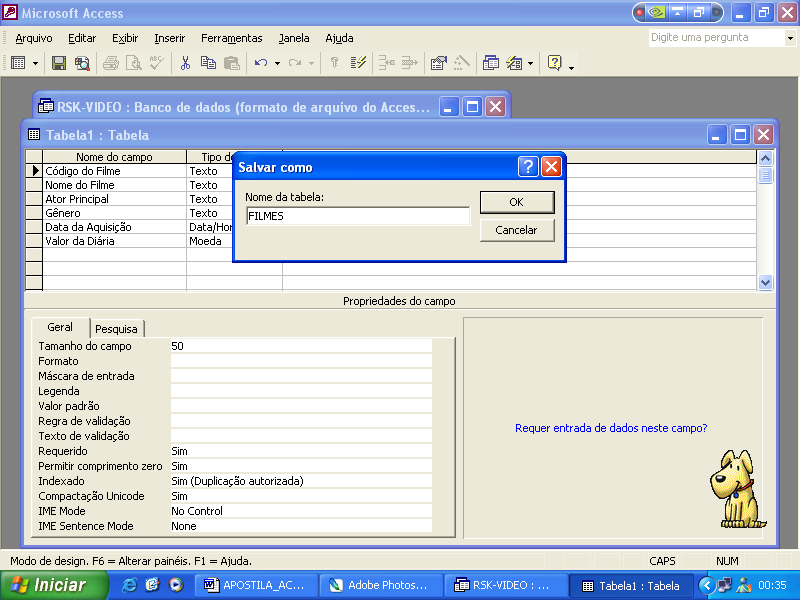 Microsoft Access
Arquivo Editar Exibir Inserir Ferramentas Janela Ajuda
Digite uma pergunta
RSK-VIDEO : Banco de dados (formato de arquivo do Acces...
Tabela1 : Tabela
Nome do campo
Código do Filme Texto
Nome do Filme Texto
Ator Principal Texto
Gênero Texto
Data da Aquisição Data/Hor
Valor da Diária Moeda
Salvar como
Nome da tabela:
FILMES
OK
Cancelar
Propriedades do campo
Geral Pesquisa
Tamanho do campo 50
Formato
Máscara de entrada
Legenda
Valor padrão
Regra de validação
Texto de validação
Requerido Sim
Permitir comprimento zero Sim
Indexado Sim (Duplicação autorizada)
Compactação Unicode Sim
IME Mode No Control
IME Sentence Mode None
Requer entrada de dados neste campo?
Modo de design. F6 = Alterar painéis. F1 = Ajuda. CAPS NUM
Iniciar APOSTILA_AC... Adobe Photos... RSK-VIDEO : ... Tabela1 : Tabela 00:35